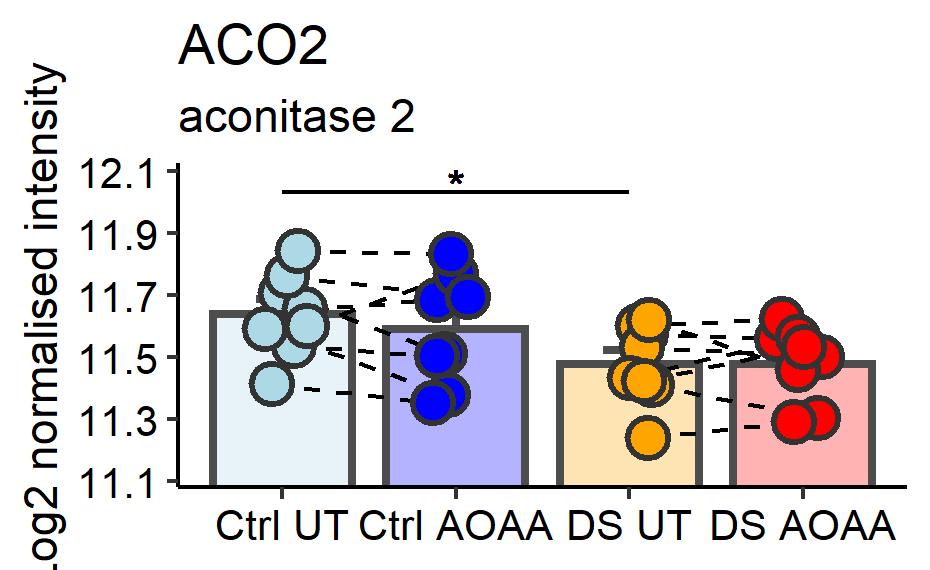 ACO2
aconitase 2
.og2 normalised intensity
12.1
*
11.9
11.7
11.5
11.3
11.1
Ctrl UT Ctrl AOAA DS UT DS AOAA